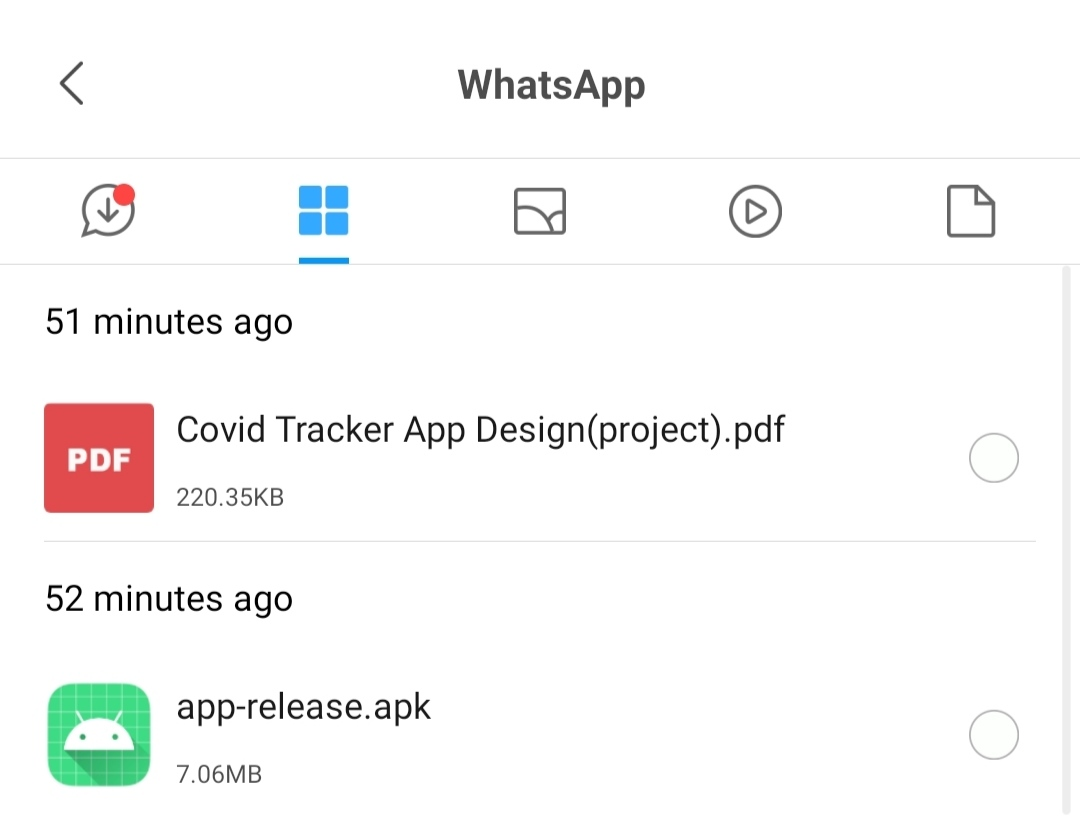 WhatsApp
51 minutes ago
PDF
Covid Tracker App Design(project).pdf
220.35KB
52 minutes ago
app-release.apk
7.06MB